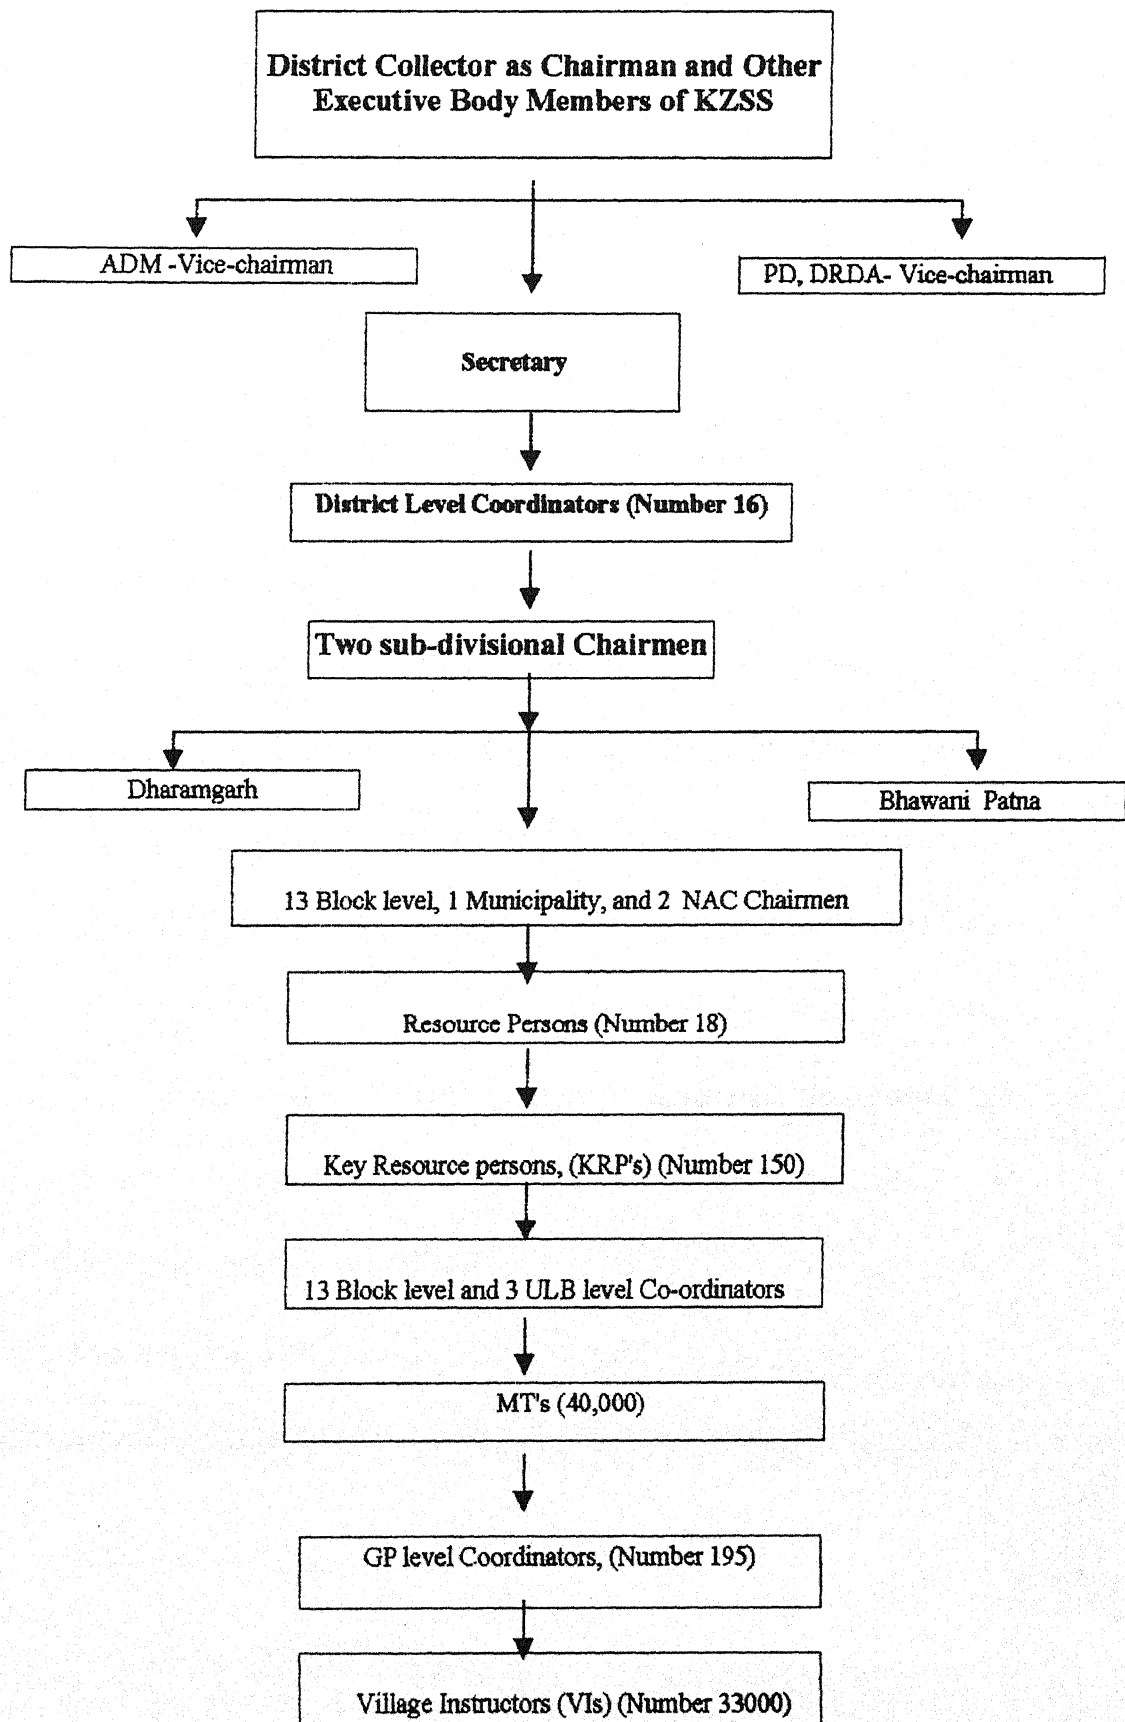 District Collector as Chairman and Other
Executive Body Members of KZSS
ADM -Vice-chairman
PD, DRDA- Vice-chairman
Secretary
District Level Coordinators (Number 16)
Two sub-divisional Chairmen
Dharamgarh
Bhawani Patna
13 Block level, 1 Municipality, and 2 NAC Chairmen
Resource Persons (Number 18)
Key Resource persons, (KRP's) (Number 150)
13 Block level and 3 ULB level Co-ordinators
MT's (40,000)
GP level Coordinators, (Number 195)
Village Instructors (VIs) (Number 33000)